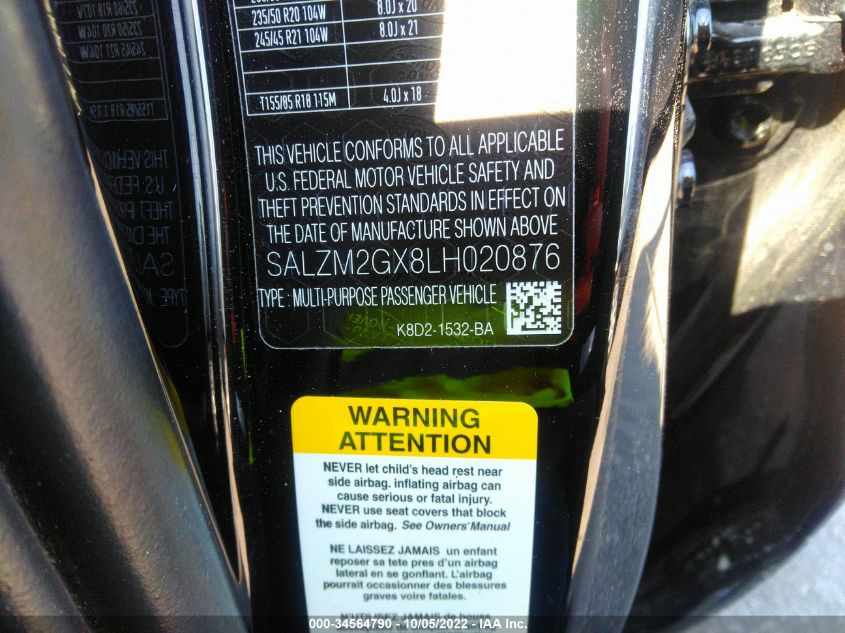 235/50 R20 104W 8.0J x 20
245/45 R21 104W 8.0J x 21
T155/85 R18 115M 4.0J x 18
THIS VEHICLE CONFORMS TO ALL APPLICABLE
U.S. FEDERAL MOTOR VEHICLE SAFETY AND
THEFT PREVENTION STANDARDS IN EFFECT ON
THE DATE OF MANUFACTURE SHOWN ABOVE
SALZM2GX8LH020876
TYPE : MULTI-PURPOSE PASSENGER VEHICLE
K8D2-1532-BA
WARNING
ATTENTION
NEVER let child's head rest near
side airbag. inflating airbag can
cause serious or fatal injury.
NEVER use seat covers that block
the side airbag. See Owners' Manual
NE LAISSEZ JAMAIS un enfant
reposer sa tete pres d'un airbag
lateral en se gonflant. L'airbag
pourrait occasionner des blessures
graves voire fatales.
N'UTILISEZ JAMAIS de housse
000-34564790 - 10/05/2022 - IAA Inc.